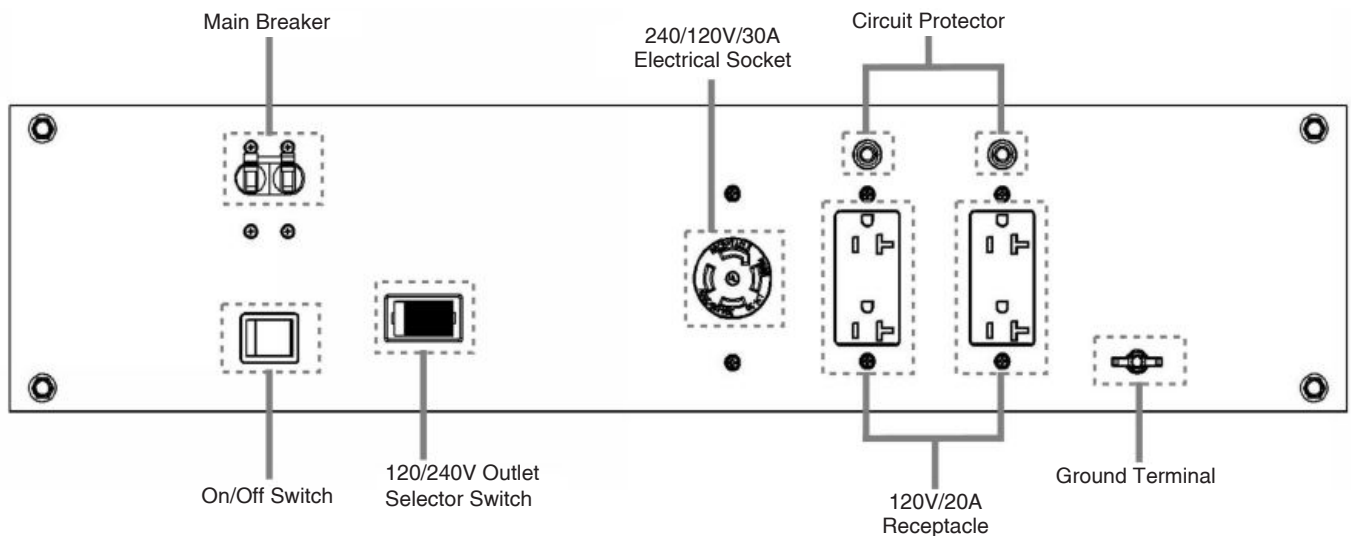 Main Breaker
240/120V/30A
Electrical Socket
Circuit Protector
On/Off Switch
120/240V Outlet
Selector Switch
120V/20A
Receptacle
Ground Terminal